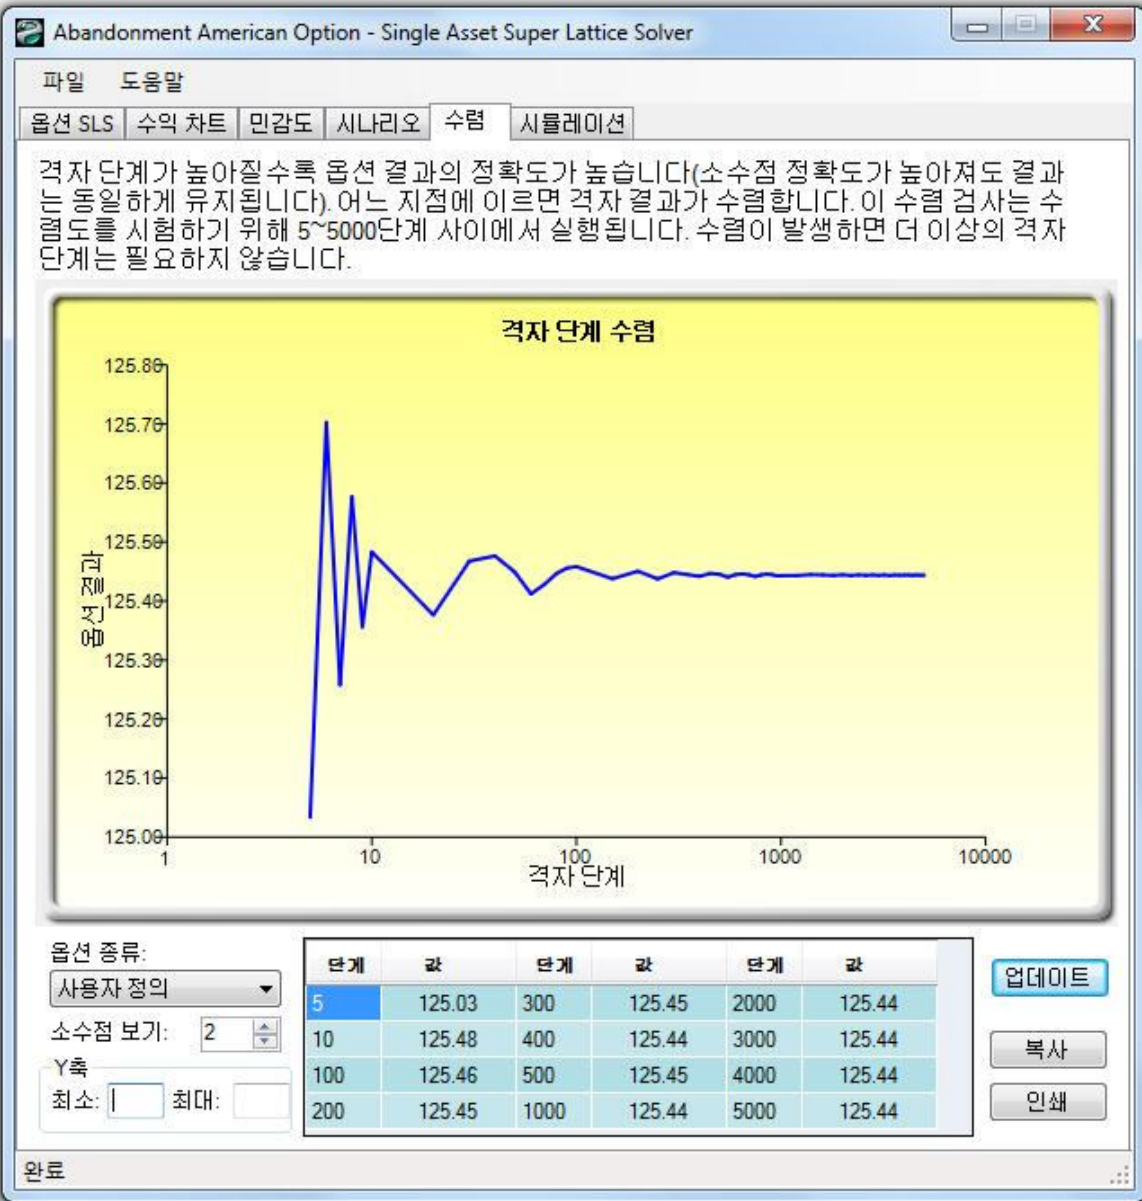 Abandonment American Option - Single Asset Super Lattice Solver
파일 도움말
옵션 SLS 수익 차트 민감도 시나리오 수렴 시뮬레이션
격자 단계가 높아질수록 옵션 결과의 정확도가 높습니다(소수점 정확도가 높아져도 결과
는 동일하게 유지됩니다). 어느 지점에 이르면 격자 결과가 수렴합니다. 이 수렴 검사는 수
렴도를 시험하기 위해 5~5000단계 사이에서 실행됩니다. 수렴이 발생하면 더 이상의 격자
단계는 필요하지 않습니다.
격자 단계 수렴
125.80
125.70
125.60
125.50
125.40
125.30
125.20
125.10
125.00
옵션 결과
1 10 100 1000 10000
격자 단계
옵션 종류:
사용자 정의
소수점 보기: 2
Y축
최소: 최대:
단계 값 단계 값 단계 값
5 125.03 300 125.45 2000 125.44
10 125.48 400 125.44 3000 125.44
100 125.46 500 125.45 4000 125.44
200 125.45 1000 125.44 5000 125.44
업데이트
복사
인쇄
완료